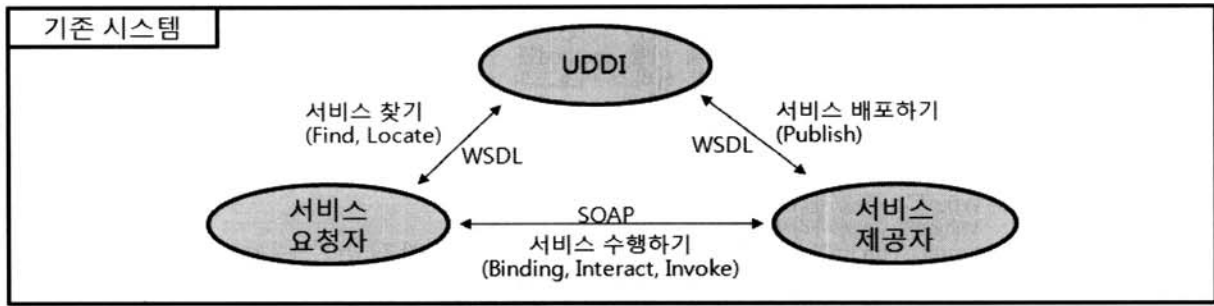 기존 시스템
UDDI
서비스 찾기
(Find, Locate)
WSDL
서비스 배포하기
(Publish)
WSDL
서비스
요청자
SOAP
서비스 수행하기
(Binding, Interact, Invoke)
서비스
제공자